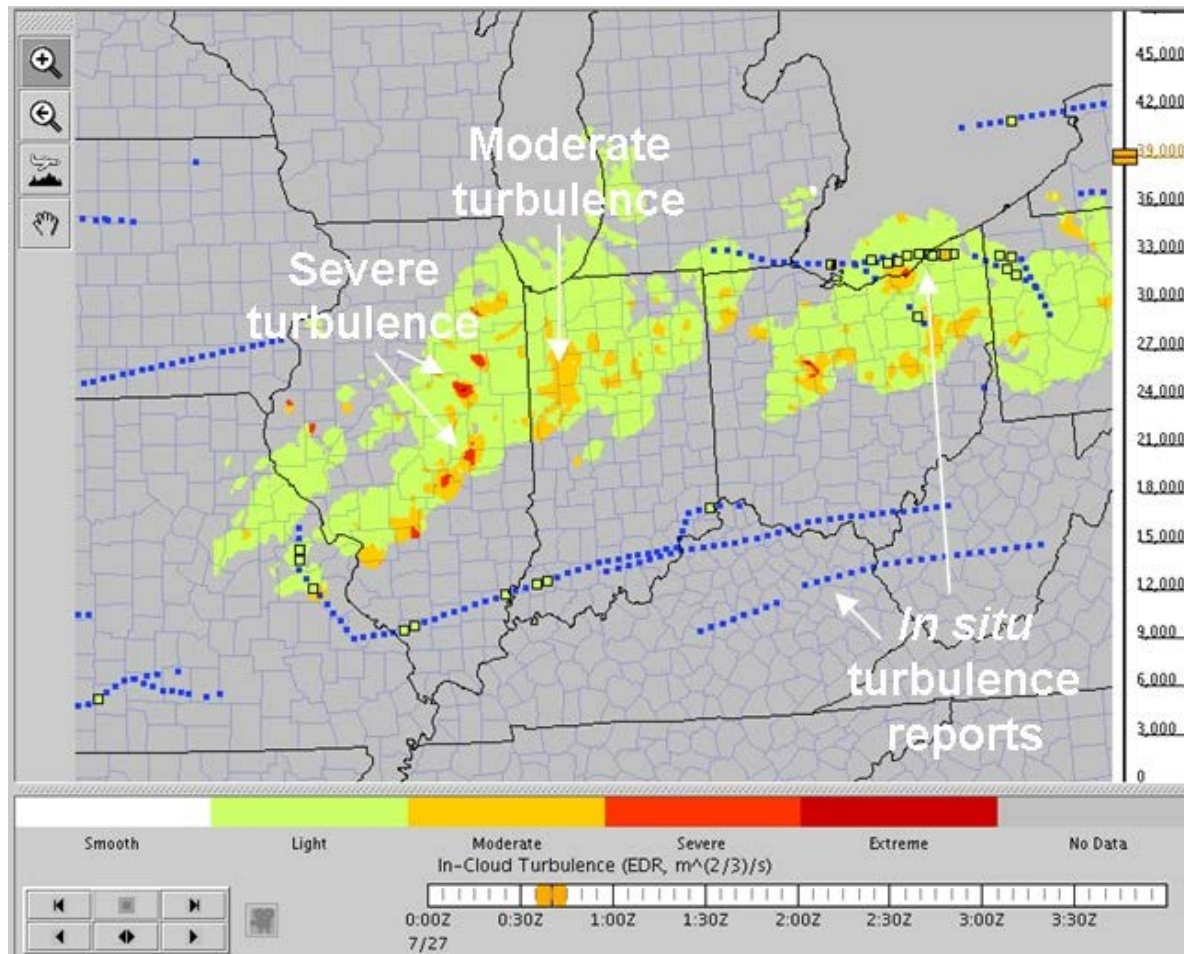 Moderate
turbulence
Severe
turbulence
In situ
turbulence
reports
45,000
42,000
39,000
36,000
33,000
30,000
27,000
24,000
21,000
18,000
15,000
12,000
9,000
6,000
3,000
0
Smooth Light Moderate Severe Extreme No Data
In-Cloud Turbulence (EDR, m^(2/3)/s)
0:00Z 0:30Z 1:00Z 1:30Z 2:00Z 2:30Z 3:00Z 3:30Z
7/27